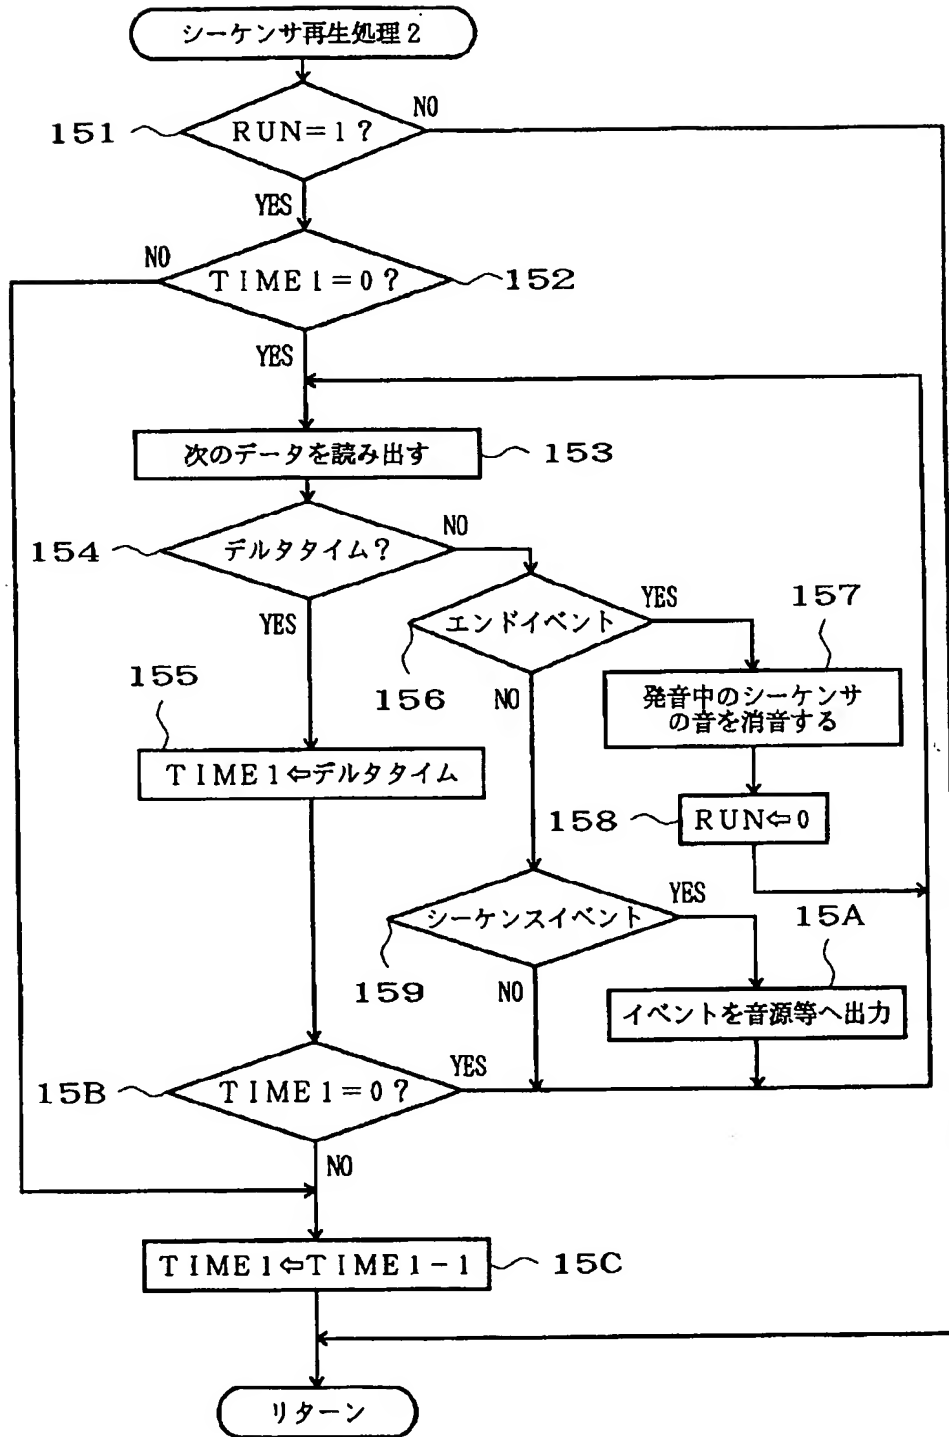 シーケンサ再生処理2
151
RUN=1?
NO
YES
NO
TIME1=0?
152
YES
次のデータを読み出す
153
154
デルタタイム?
NO
YES
エンドイベント
YES
157
155
156
NO
発音中のシーケンサ
の音を消音する
TIME1⇦デルタタイム
158
RUN⇦0
シーケンスイベント
YES
15A
159
NO
イベントを音源等へ出力
15B
TIME1=0?
YES
NO
TIME1⇦TIME1-1
15C
リターン